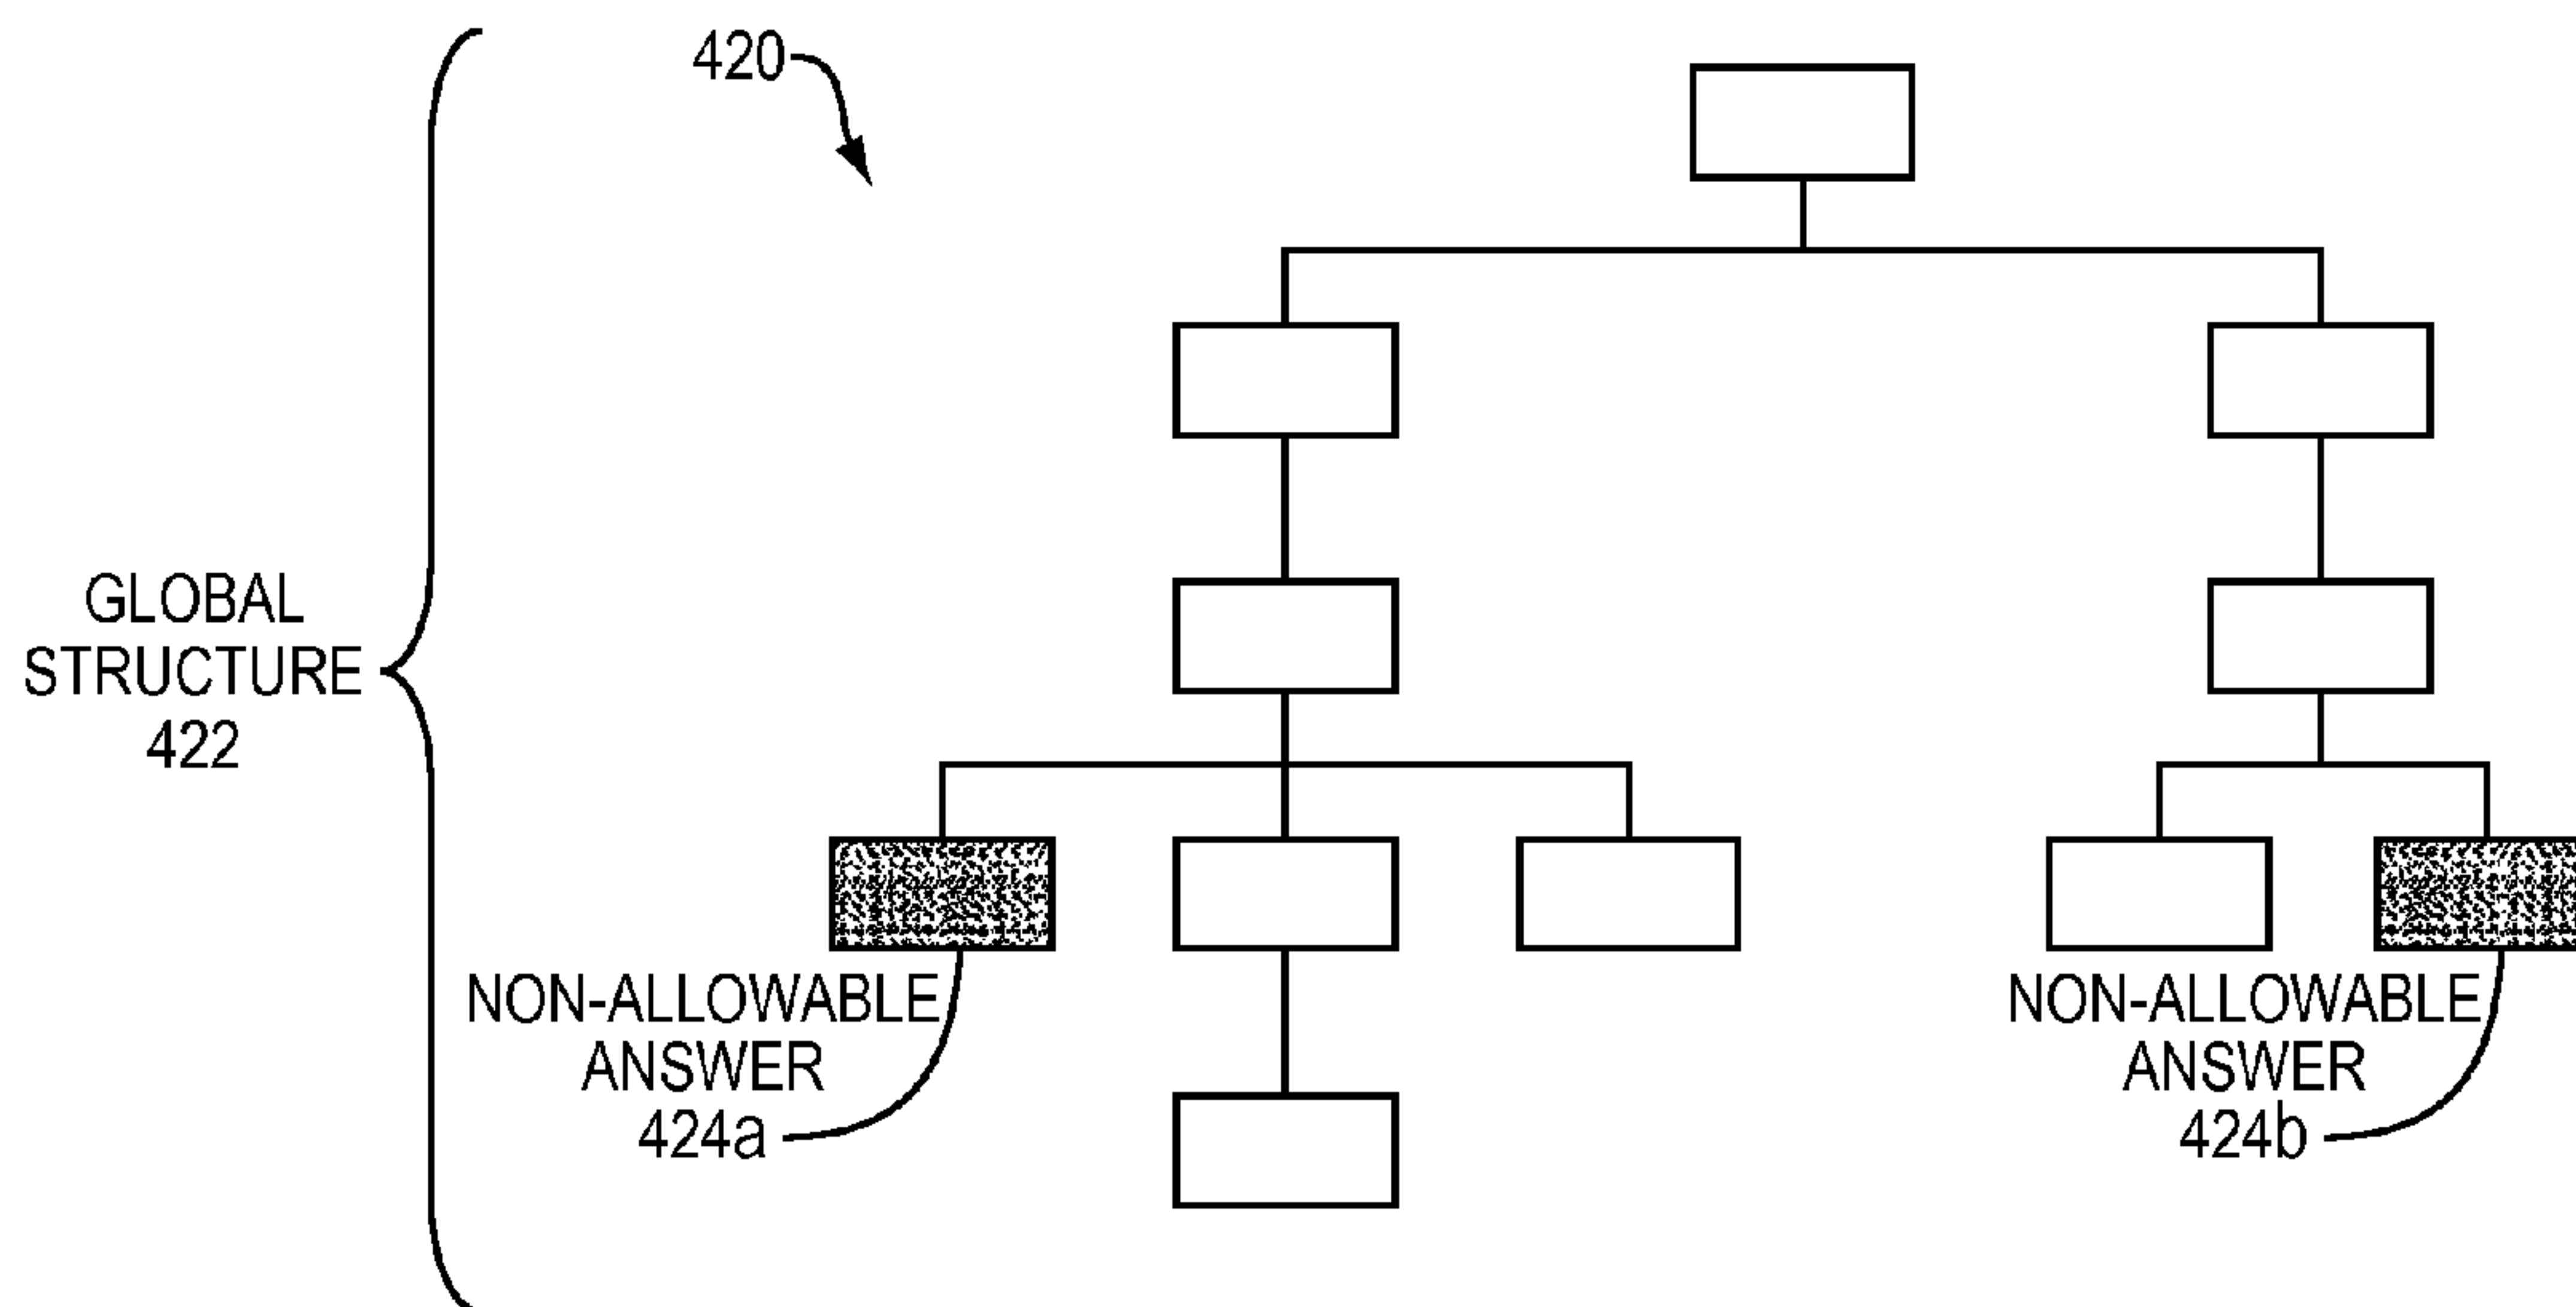 420
GLOBAL
STRUCTURE
422
NON-ALLOWABLE
ANSWER
424a
NON-ALLOWABLE
ANSWER
424b